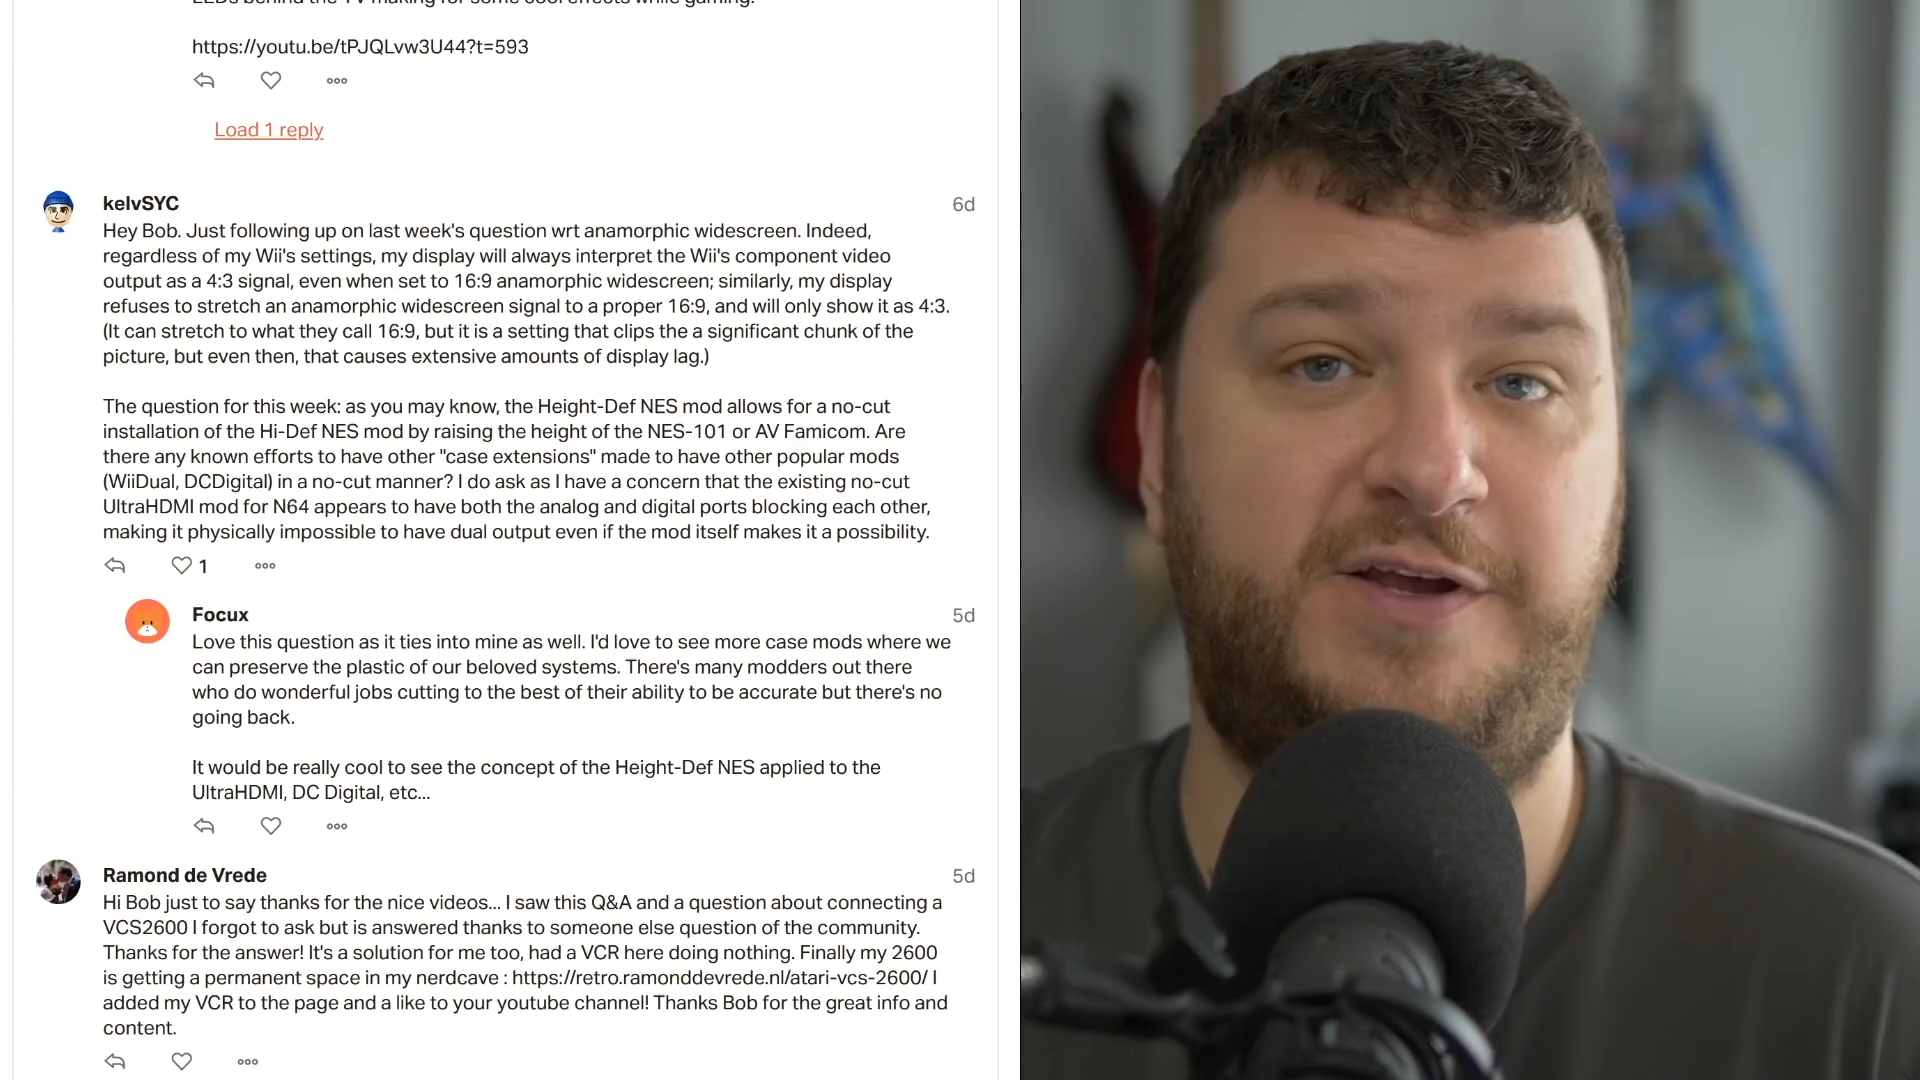 LEDs behind the TV making for some cool effects while gaming.
https://youtu.be/tPJQLvw3U44?t=593
Load 1 reply
kelvSYC
6d
Hey Bob. Just following up on last week's question wrt anamorphic widescreen. Indeed,
regardless of my Wii's settings, my display will always interpret the Wii's component video
output as a 4:3 signal, even when set to 16:9 anamorphic widescreen; similarly, my display
refuses to stretch an anamorphic widescreen signal to a proper 16:9, and will only show it as 4:3.
(It can stretch to what they call 16:9, but it is a setting that clips the a significant chunk of the
picture, but even then, that causes extensive amounts of display lag.)
The question for this week: as you may know, the Height-Def NES mod allows for a no-cut
installation of the Hi-Def NES mod by raising the height of the NES-101 or AV Famicom. Are
there any known efforts to have other "case extensions" made to have other popular mods
(WiiDual, DCDigital) in a no-cut manner? I do ask as I have a concern that the existing no-cut
UltraHDMI mod for N64 appears to have both the analog and digital ports blocking each other,
making it physically impossible to have dual output even if the mod itself makes it a possibility.
1
Focux
5d
Love this question as it ties into mine as well. I'd love to see more case mods where we
can preserve the plastic of our beloved systems. There's many modders out there
who do wonderful jobs cutting to the best of their ability to be accurate but there's no
going back.
It would be really cool to see the concept of the Height-Def NES applied to the
UltraHDMI, DC Digital, etc...
Ramond de Vrede
5d
Hi Bob just to say thanks for the nice videos... I saw this Q&A and a question about connecting a
VCS2600 I forgot to ask but is answered thanks to someone else question of the community.
Thanks for the answer! It's a solution for me too, had a VCR here doing nothing. Finally my 2600
is getting a permanent space in my nerdcave : https://retro.ramonddevrede.nl/atari-vcs-2600/ I
added my VCR to the page and a like to your youtube channel! Thanks Bob for the great info and
content.